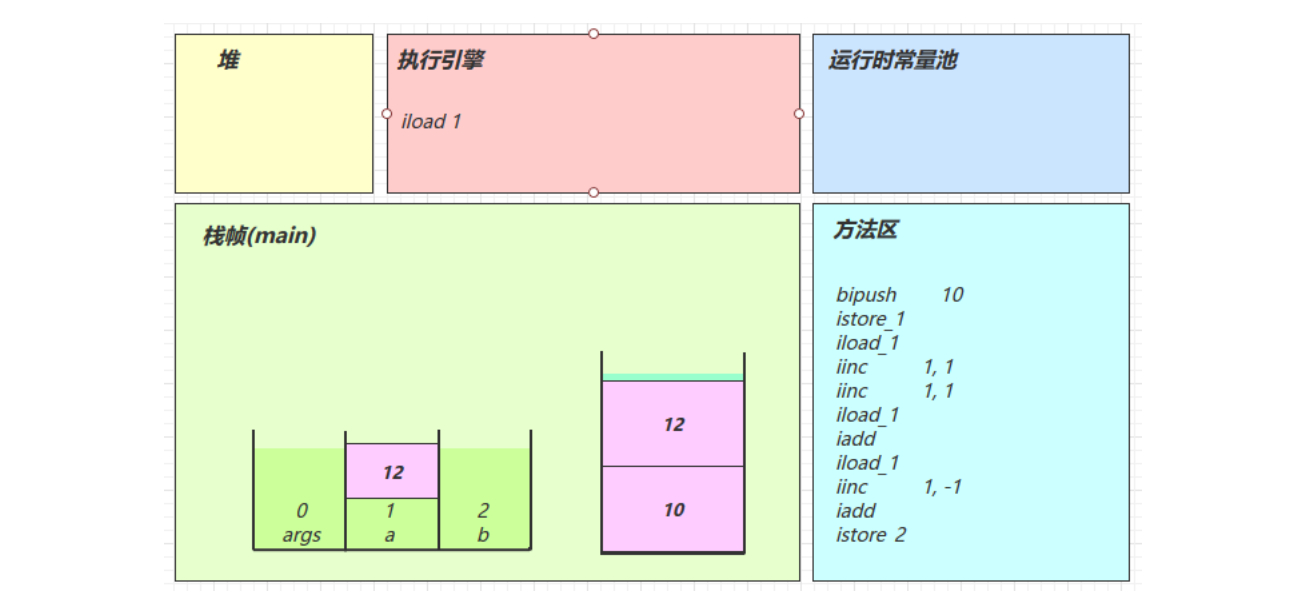 堆
执行引擎
运行时常量池
iload 1
栈帧(main)
方法区
bipush 10
istore_1
iload_1
iinc 1, 1
iinc 1, 1
iload_1
iadd
iload_1
iinc 1, -1
iadd
istore 2
12
10
12
0 1 2
args a b